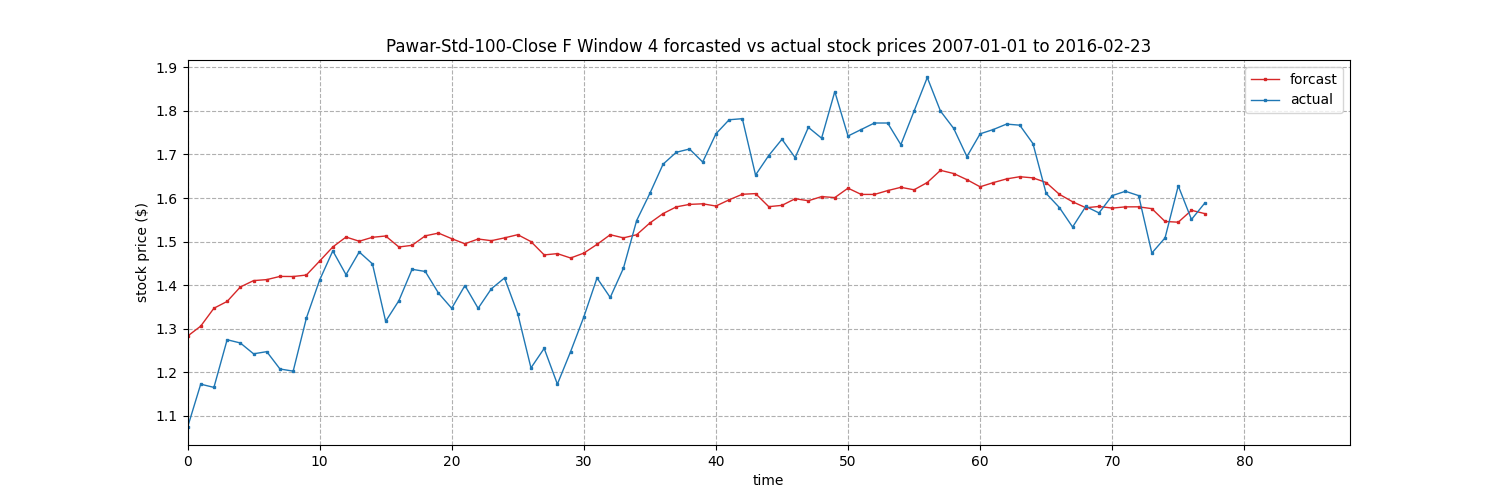 Pawar-Std-100-Close F Window 4 forcasted vs actual stock prices 2007-01-01 to 2016-02-23
forcast
actual
stock price ($)
1.9
1.8
1.7
1.6
1.5
1.4
1.3
1.2
1.1
0 10 20 30 40 50 60 70 80
time